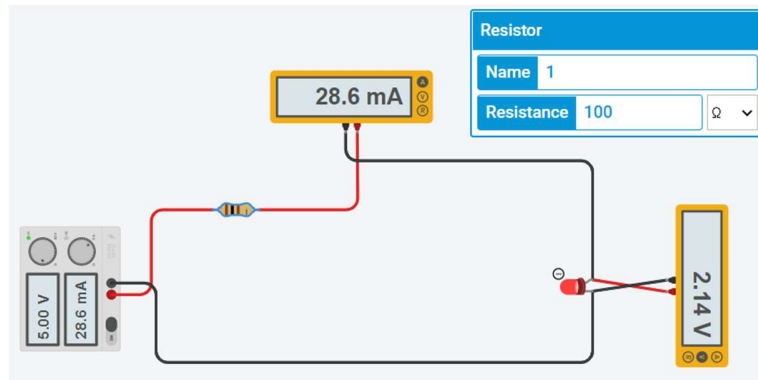 Resistor
Name 1
Resistance 100 Ω
28.6 mA
A
V
R
5.00 V
28.6 mA
2.14 V
R
V
A